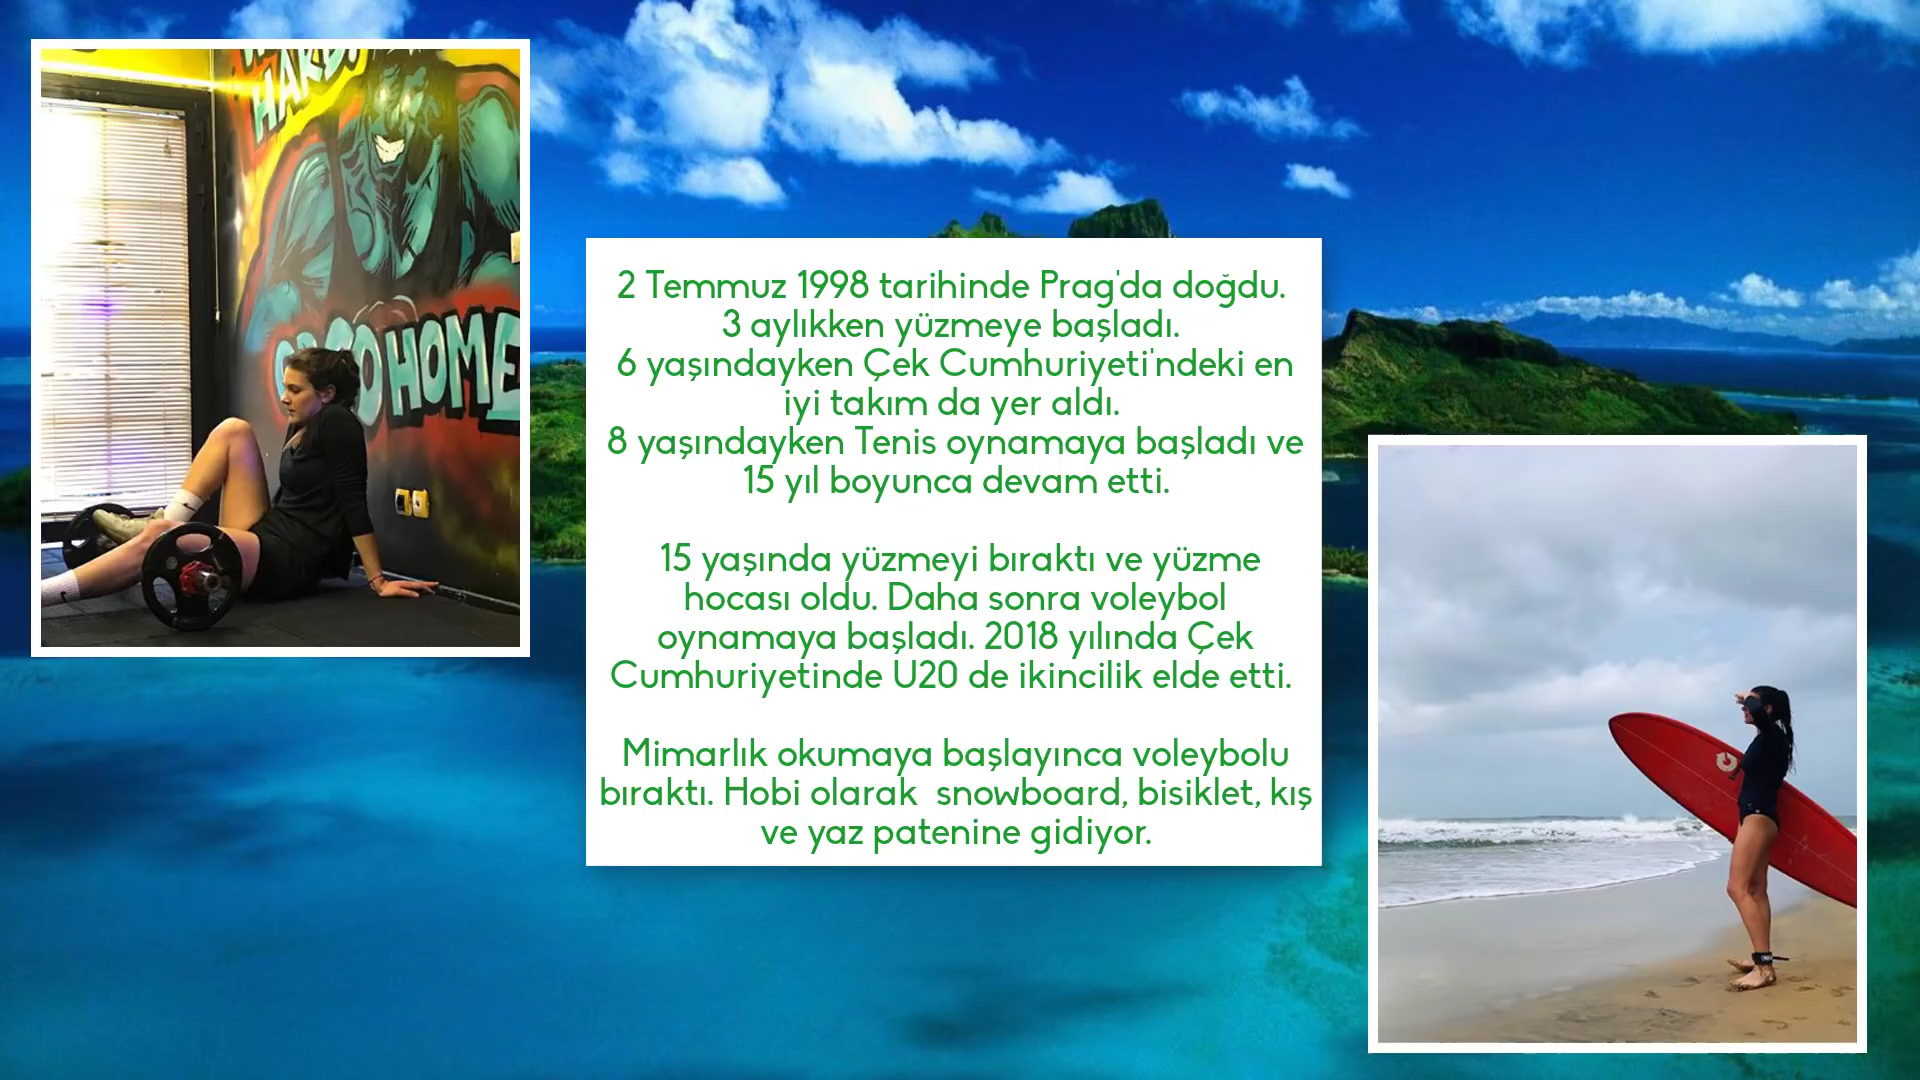 HARD.
GO HOME
2 Temmuz 1998 tarihinde Prag'da doğdu.
3 aylıkken yüzmeye başladı.
6 yaşındayken Çek Cumhuriyeti'ndeki en
iyi takım da yer aldı.
8 yaşındayken Tenis oynamaya başladı ve
15 yıl boyunca devam etti.
15 yaşında yüzmeyi bıraktı ve yüzme
hocası oldu. Daha sonra voleybol
oynamaya başladı. 2018 yılında Çek
Cumhuriyetinde U20 de ikincilik elde etti.
Mimarlık okumaya başlayınca voleybolu
bıraktı. Hobi olarak  snowboard, bisiklet, kış
ve yaz patenine gidiyor.